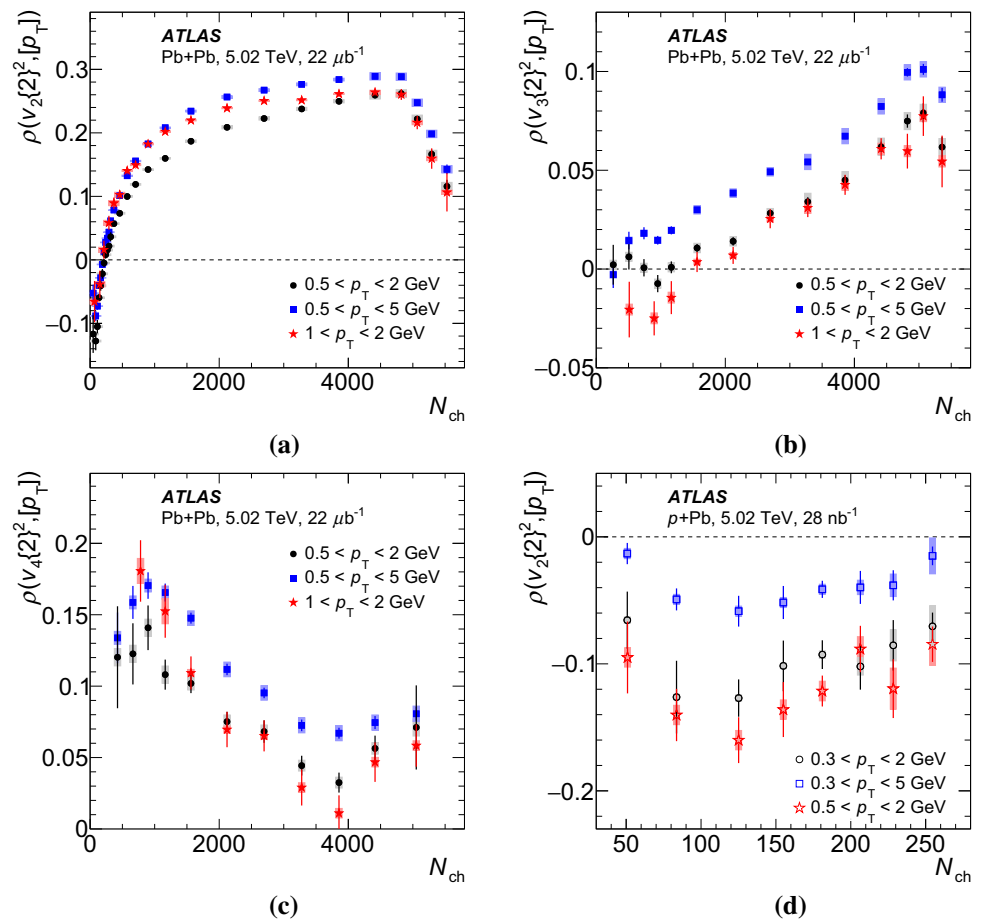 ATLAS
Pb+Pb, 5.02 TeV, 22 μb⁻¹
ρ(v₂{2}², [p_T])
0.3
0.2
0.1
0
−0.1
0.5 < p_T < 2 GeV
0.5 < p_T < 5 GeV
1 < p_T < 2 GeV
0 2000 4000
N_ch
(a)
ATLAS
Pb+Pb, 5.02 TeV, 22 μb⁻¹
ρ(v₃{2}², [p_T])
0.1
0.05
0
−0.05
0.5 < p_T < 2 GeV
0.5 < p_T < 5 GeV
1 < p_T < 2 GeV
0 2000 4000
N_ch
(b)
ATLAS
Pb+Pb, 5.02 TeV, 22 μb⁻¹
ρ(v₄{2}², [p_T])
0.2
0.15
0.1
0.05
0
0.5 < p_T < 2 GeV
0.5 < p_T < 5 GeV
1 < p_T < 2 GeV
0 2000 4000
N_ch
(c)
ATLAS
p+Pb, 5.02 TeV, 28 nb⁻¹
ρ(v₂{2}², [p_T])
0
−0.1
−0.2
0.3 < p_T < 2 GeV
0.3 < p_T < 5 GeV
0.5 < p_T < 2 GeV
50 100 150 200 250
N_ch
(d)